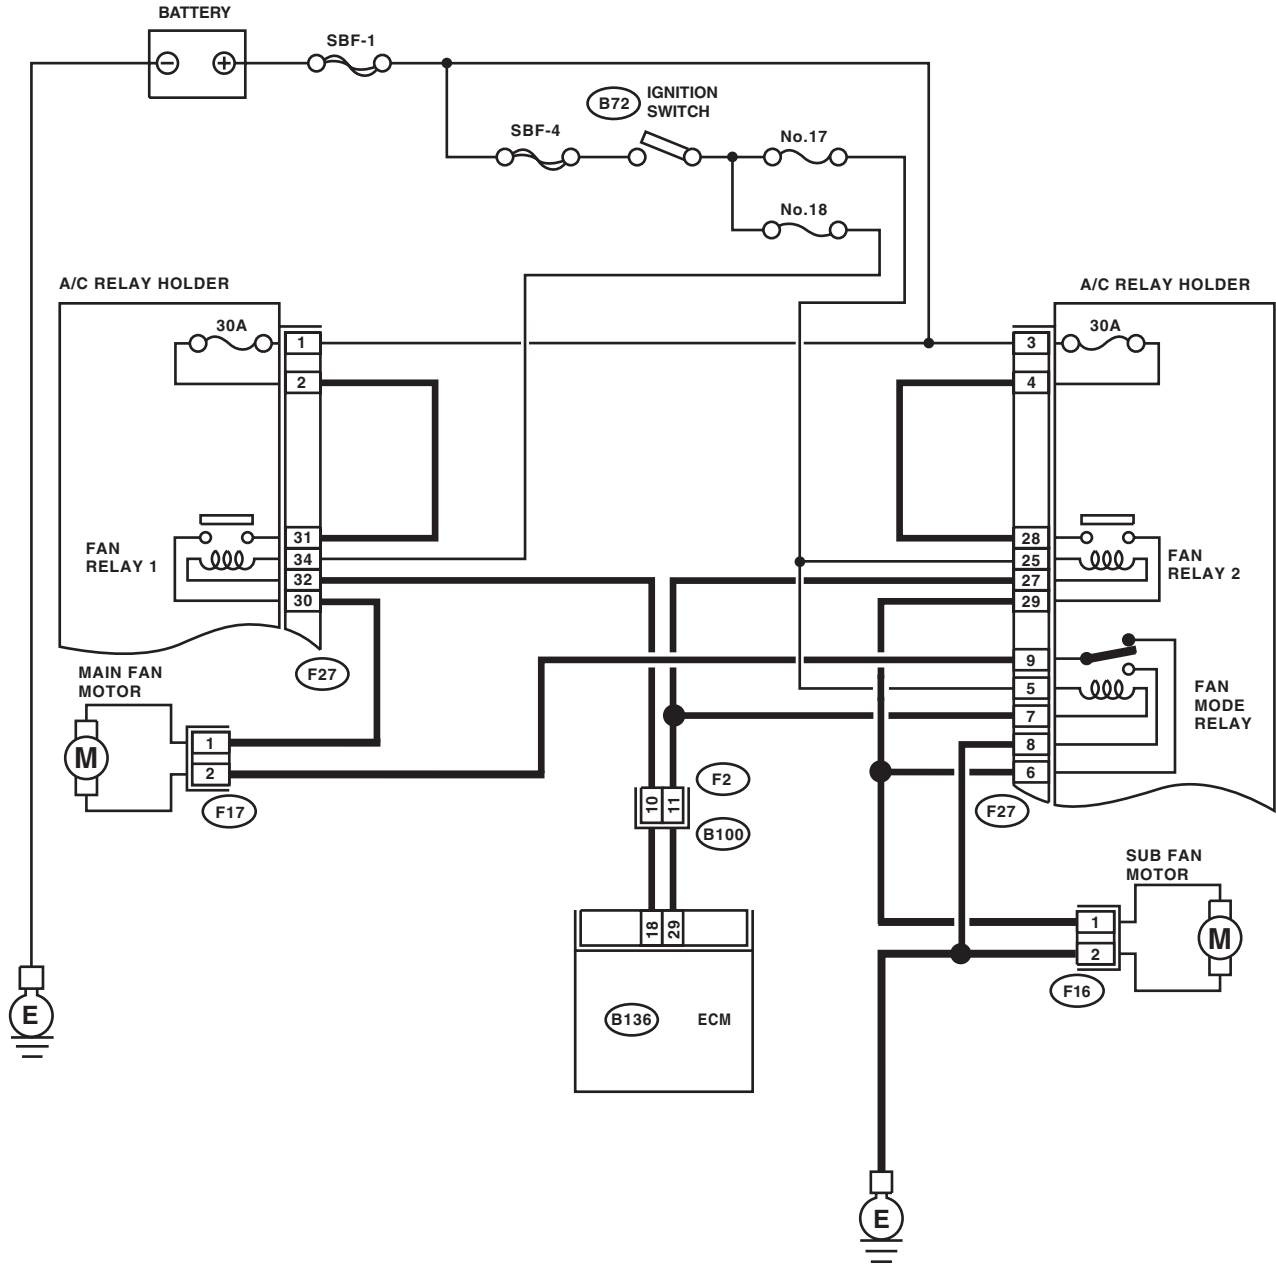 BATTERY
SBF-1
B72
IGNITION
SWITCH
SBF-4
No.17
No.18
A/C RELAY HOLDER
A/C RELAY HOLDER
30A
1
2
31
34
32
30
FAN
RELAY 1
F27
3
30A
4
28
25
27
29
9
5
7
8
6
FAN
RELAY 2
FAN
MODE
RELAY
F27
MAIN FAN
MOTOR
M
1
2
F17
F2
10
11
B100
18
29
B136
ECM
SUB FAN
MOTOR
1
2
M
F16
E
E